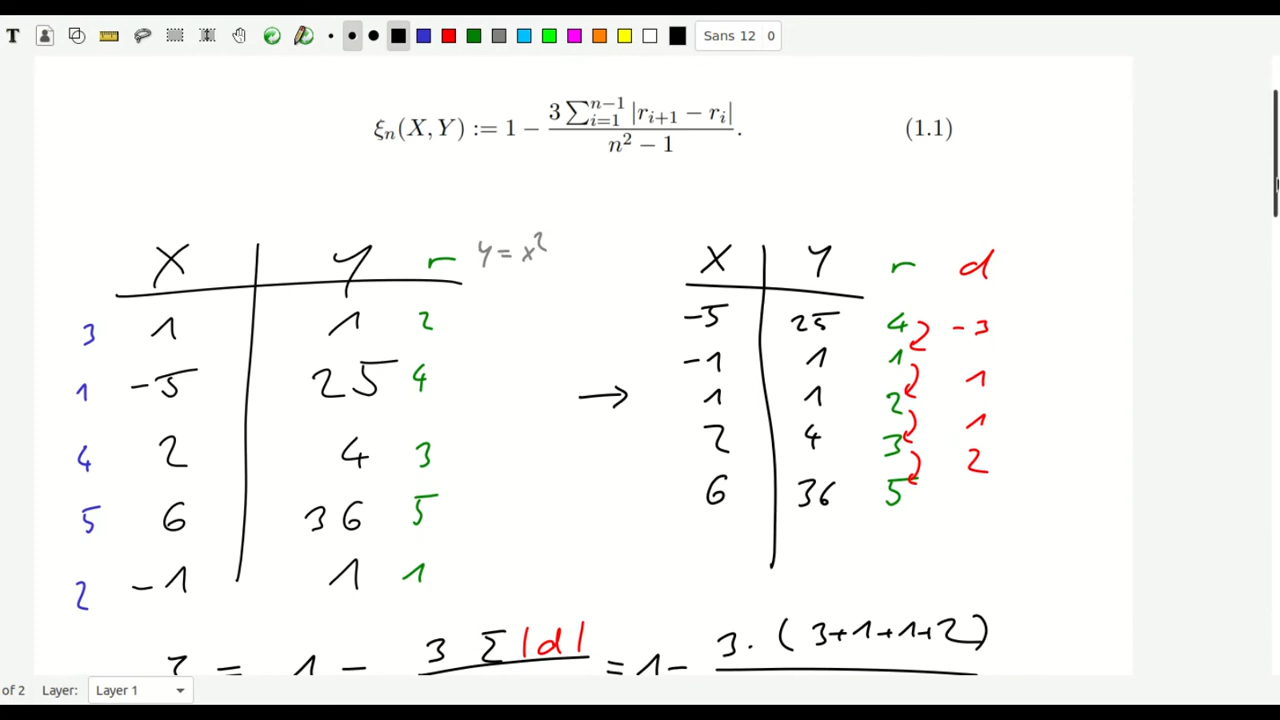 T Sans 12 0
ξₙ(X, Y) := 1 − 3 ∑ᵢ₌₁ⁿ⁻¹ |rᵢ₊₁ − rᵢ| / n² − 1 . (1.1)
X Y r y = x²
3 1 1 2
1 -5 25 4
4 2 4 3
5 6 36 5
2 -1 1 1
→
X Y r d
-5 25 4 -3
-1 1 1 1
1 1 2 1
2 4 3 2
6 36 5
= 1 − 3 Σ |d| = 1 − 3 · (3+1+1+2)
of 2 Layer: Layer 1